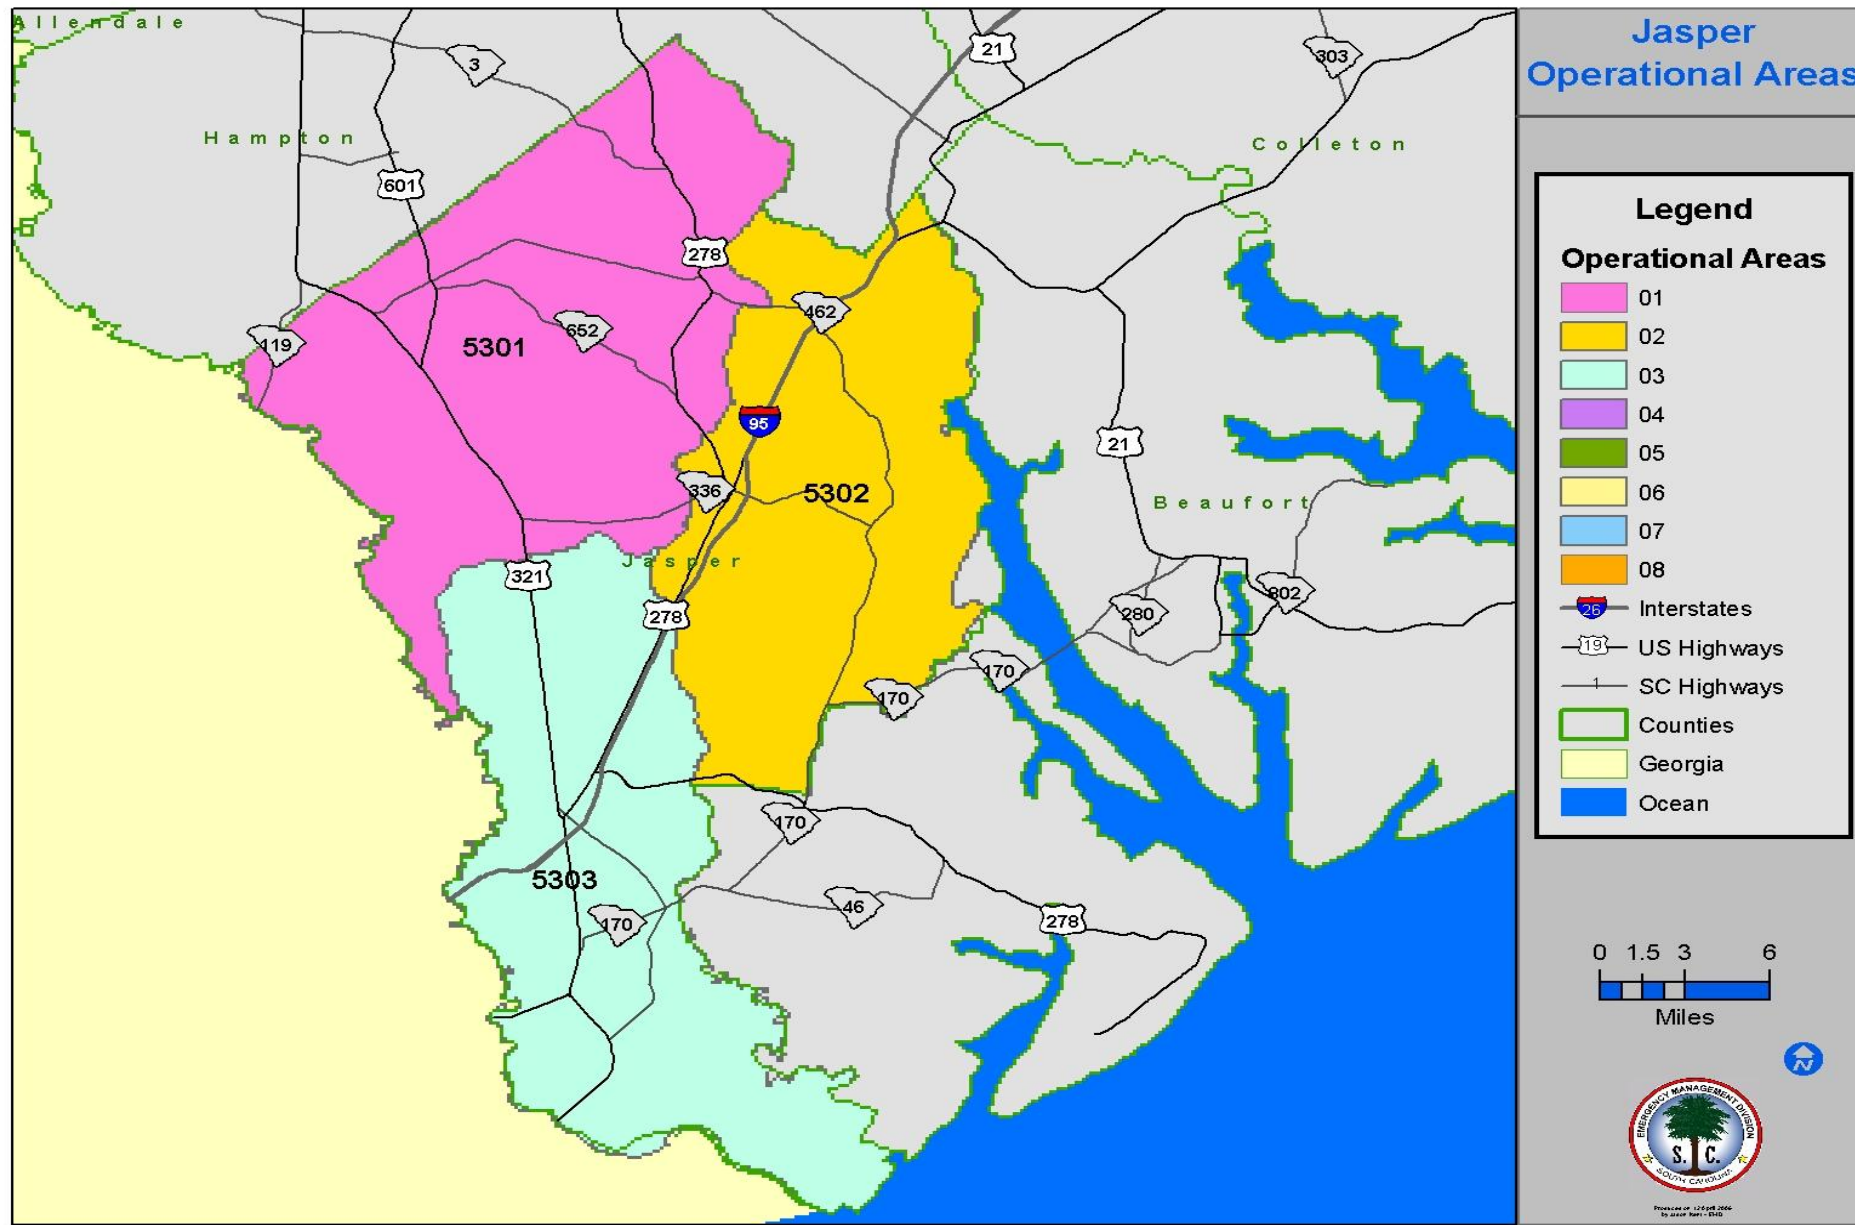 Jasper
Operational Areas
Allendale
Hampton
Colleton
Beaufort
Jasper
3
21
303
601
278
462
119
652
5301
95
21
336
5302
321
278
280
802
170
170
170
5303
46
170
278
Legend
Operational Areas
01
02
03
04
05
06
07
08
26 Interstates
19 US Highways
1 SC Highways
Counties
Georgia
Ocean
0 1.5 3 6
Miles
N
EMERGENCY MANAGEMENT DIVISION
S. C.
SOUTH CAROLINA